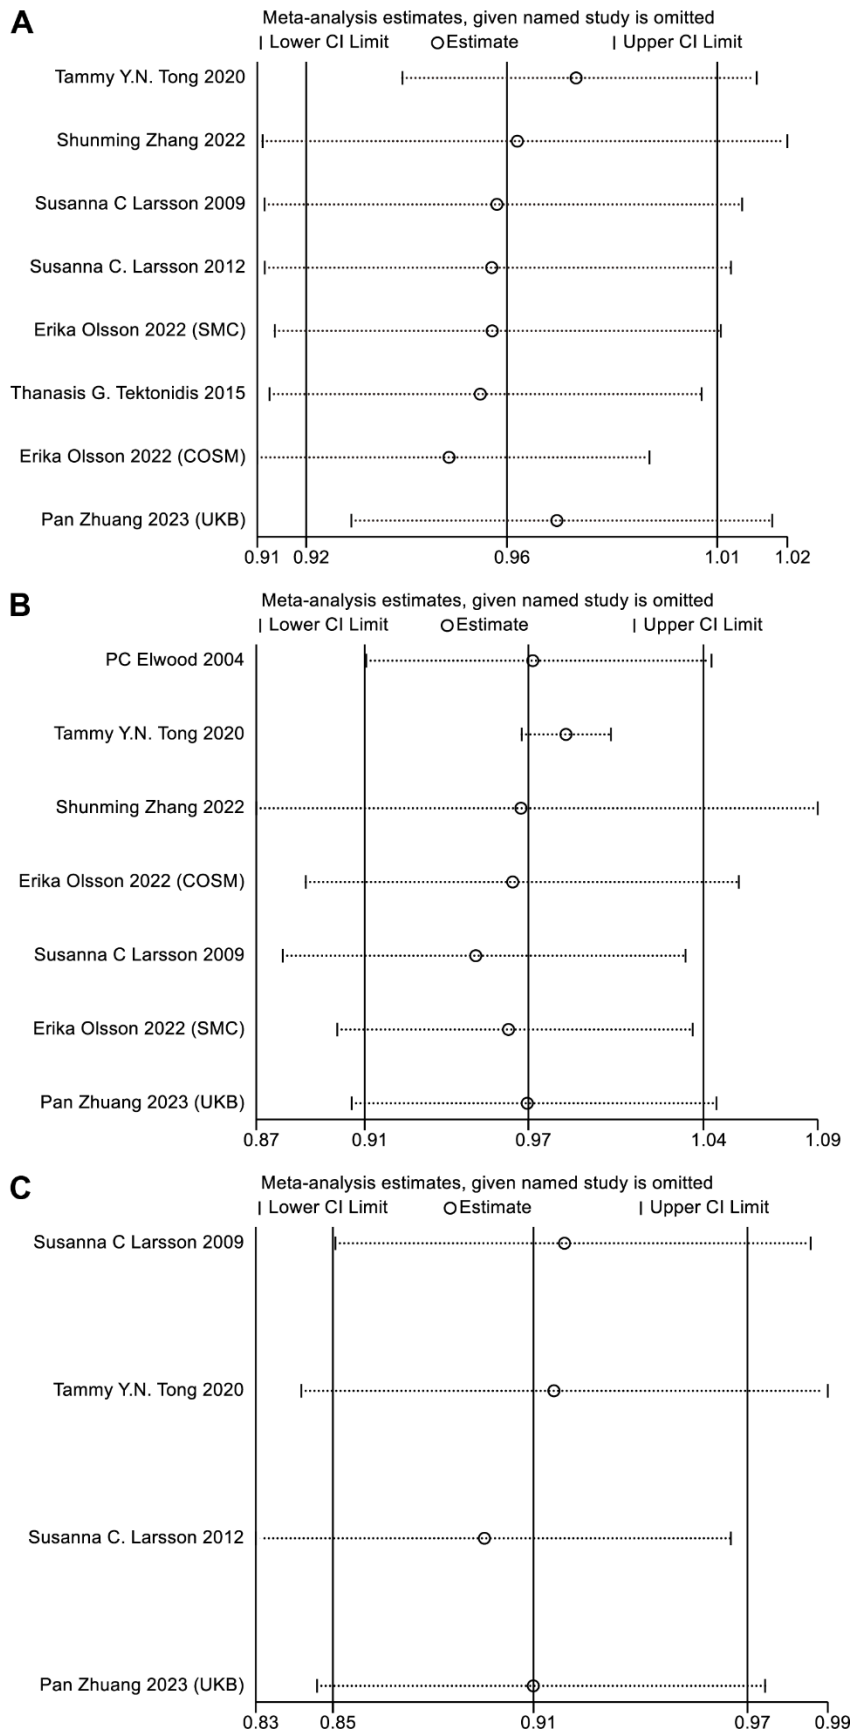 A
Meta-analysis estimates, given named study is omitted
| Lower CI Limit ○Estimate | Upper CI Limit
Tammy Y.N. Tong 2020
Shunming Zhang 2022
Susanna C Larsson 2009
Susanna C. Larsson 2012
Erika Olsson 2022 (SMC)
Thanasis G. Tektonidis 2015
Erika Olsson 2022 (COSM)
Pan Zhuang 2023 (UKB)
0.91 0.92 0.96 1.01 1.02
B
Meta-analysis estimates, given named study is omitted
| Lower CI Limit ○Estimate | Upper CI Limit
PC Elwood 2004
Tammy Y.N. Tong 2020
Shunming Zhang 2022
Erika Olsson 2022 (COSM)
Susanna C Larsson 2009
Erika Olsson 2022 (SMC)
Pan Zhuang 2023 (UKB)
0.87 0.91 0.97 1.04 1.09
C
Meta-analysis estimates, given named study is omitted
| Lower CI Limit ○Estimate | Upper CI Limit
Susanna C Larsson 2009
Tammy Y.N. Tong 2020
Susanna C. Larsson 2012
Pan Zhuang 2023 (UKB)
0.83 0.85 0.91 0.97 0.99